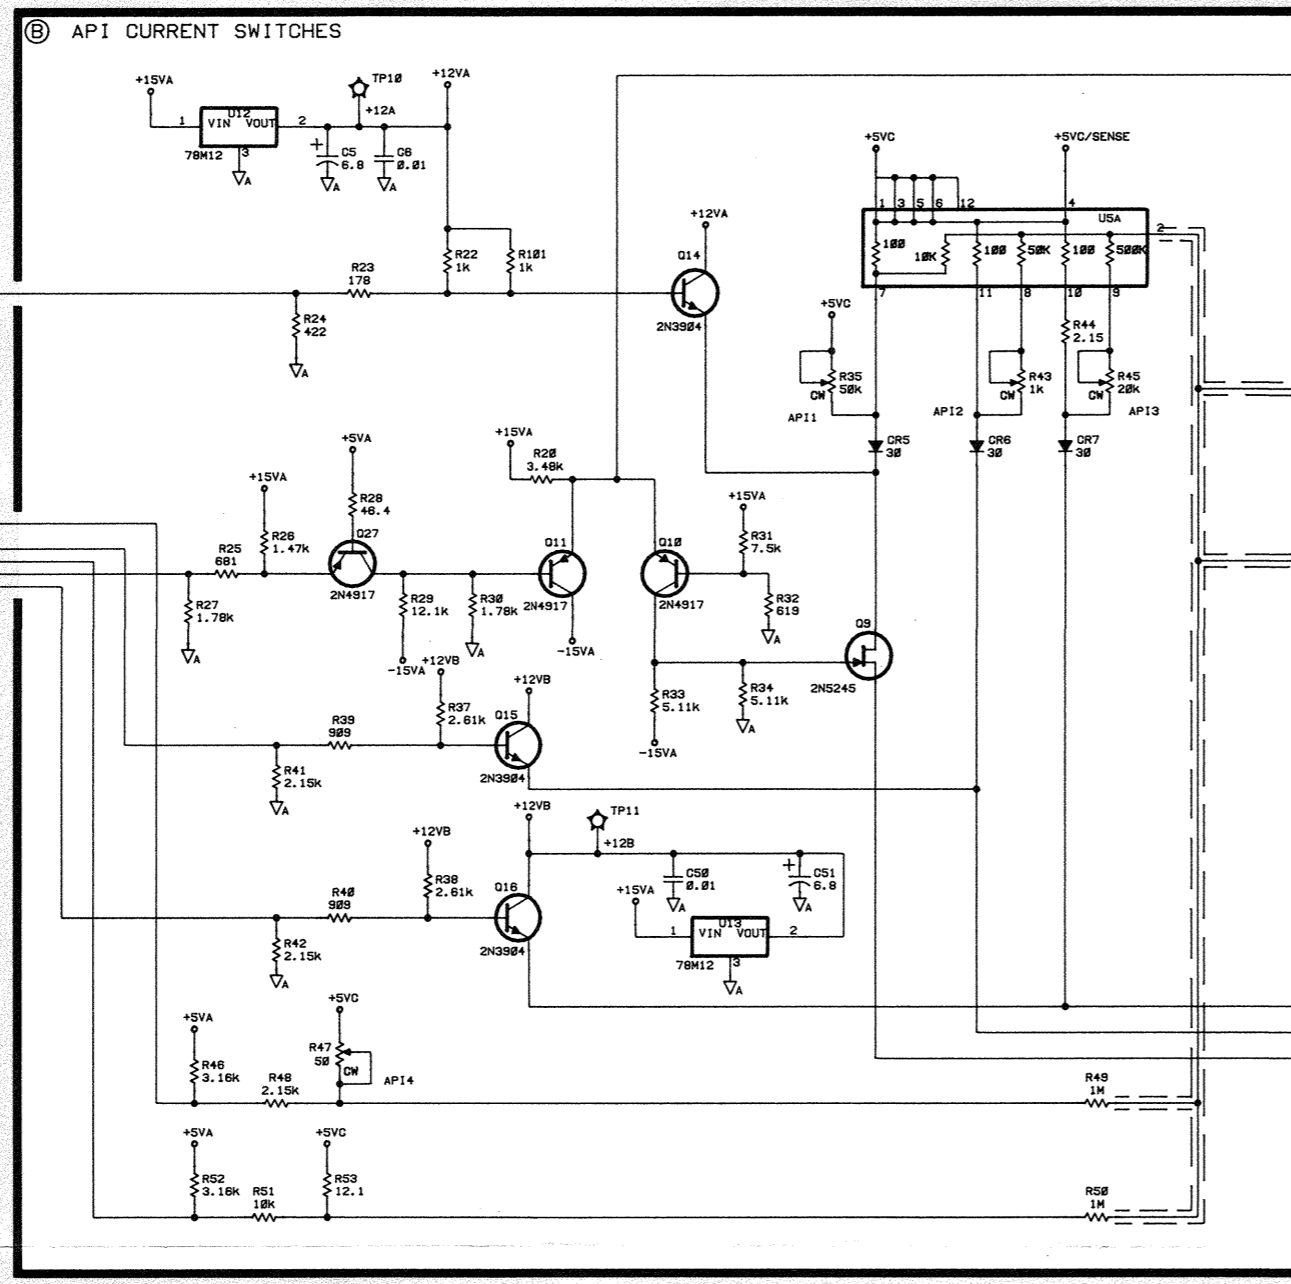 B API CURRENT SWITCHES
+15VA
TP10
+12VA
+12A
U12
VIN VOUT
1
2
3
78M12
A
+
C5
6.8
A
C6
0.01
A
+5VC
+5VC/SENSE
1 3 5 6 12
4
U5A
2
100
10K
100
50K
100
500K
7
11
8
10
9
+12VA
Q14
2N3904
R22
1k
R101
1k
R23
178
R24
422
A
+5VC
R35
50k
CW
API1
R44
2.15
R43
1k
CW
API2
R45
20k
CW
API3
CR5
30
CR6
30
CR7
30
+5VA
R28
46.4
+15VA
R20
3.48k
+15VA
R26
1.47k
R25
681
Q27
2N4917
R27
1.78k
A
R29
12.1k
-15VA
R30
1.78k
A
Q11
2N4917
-15VA
Q10
2N4917
+15VA
R31
7.5k
R32
619
A
Q9
2N5245
R33
5.11k
-15VA
R34
5.11k
A
+12VB
R37
2.61k
+12VB
Q15
2N3904
R39
909
R41
2.15k
A
+12VB
TP11
+12B
+12VB
R38
2.61k
Q16
2N3904
R40
909
R42
2.15k
A
C50
0.01
A
+
C51
6.8
A
+15VA
U13
VIN VOUT
1
2
3
78M12
A
+5VC
R47
50
CW
API4
+5VA
R46
3.16k
R48
2.15k
R49
1M
+5VA
R52
3.16k
R51
10k
+5VC
R53
12.1
R50
1M